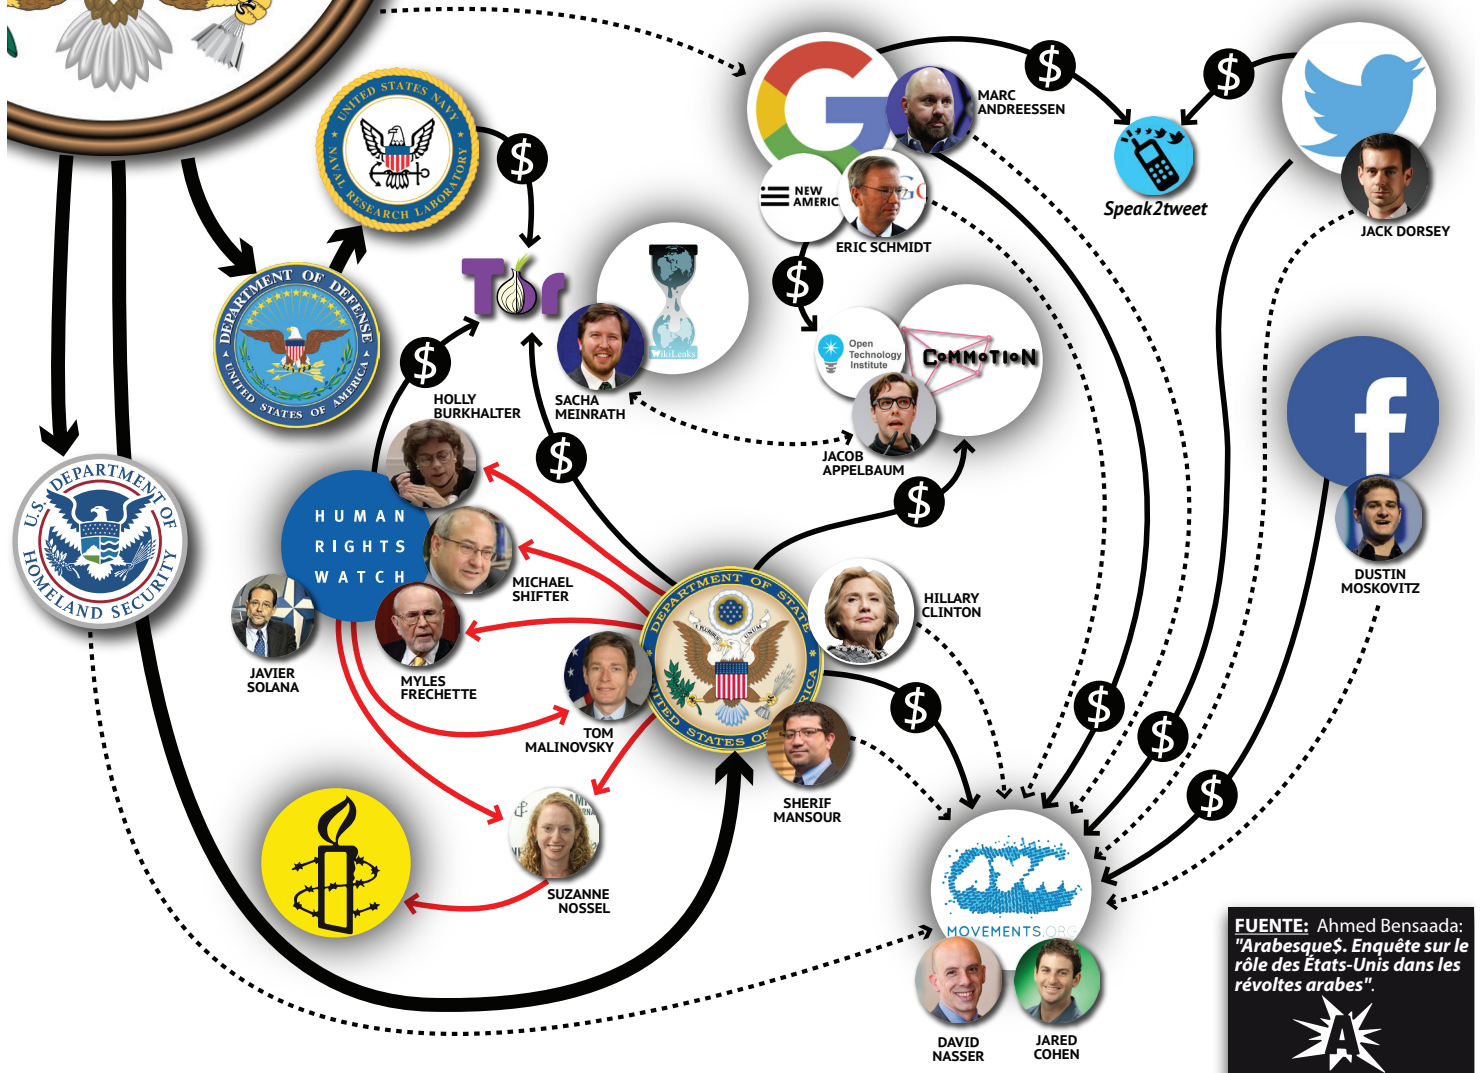 UNITED STATES NAVY
NAVAL RESEARCH LABORATORY
$
MARC
ANDREESSEN
$
$
NEW
AMERIC
GO
ERIC SCHMIDT
Speak2tweet
JACK DORSEY
DEPARTMENT OF DEFENSE
UNITED STATES OF AMERICA
Tor
WikiLeaks
$
Open
Technology
Institute
COMMOTION
$
HOLLY
BURKHALTER
SACHA
MEINRATH
JACOB
APPELBAUM
$
$
f
U.S. DEPARTMENT OF
HOMELAND SECURITY
HUMAN
RIGHTS
WATCH
MICHAEL
SHIFTER
DEPARTMENT OF STATE
UNITED STATES OF AMERICA
E PLURIBUS UNUM
HILLARY
CLINTON
DUSTIN
MOSKOVITZ
JAVIER
SOLANA
MYLES
FRECHETTE
TOM
MALINOVSKY
$
$
$
$
SHERIF
MANSOUR
SUZANNE
NOSSEL
MOVEMENTS.ORG
DAVID
NASSER
JARED
COHEN
FUENTE: Ahmed Bensaada:
"Arabesque$. Enquête sur le
rôle des États-Unis dans les
révoltes arabes".
A